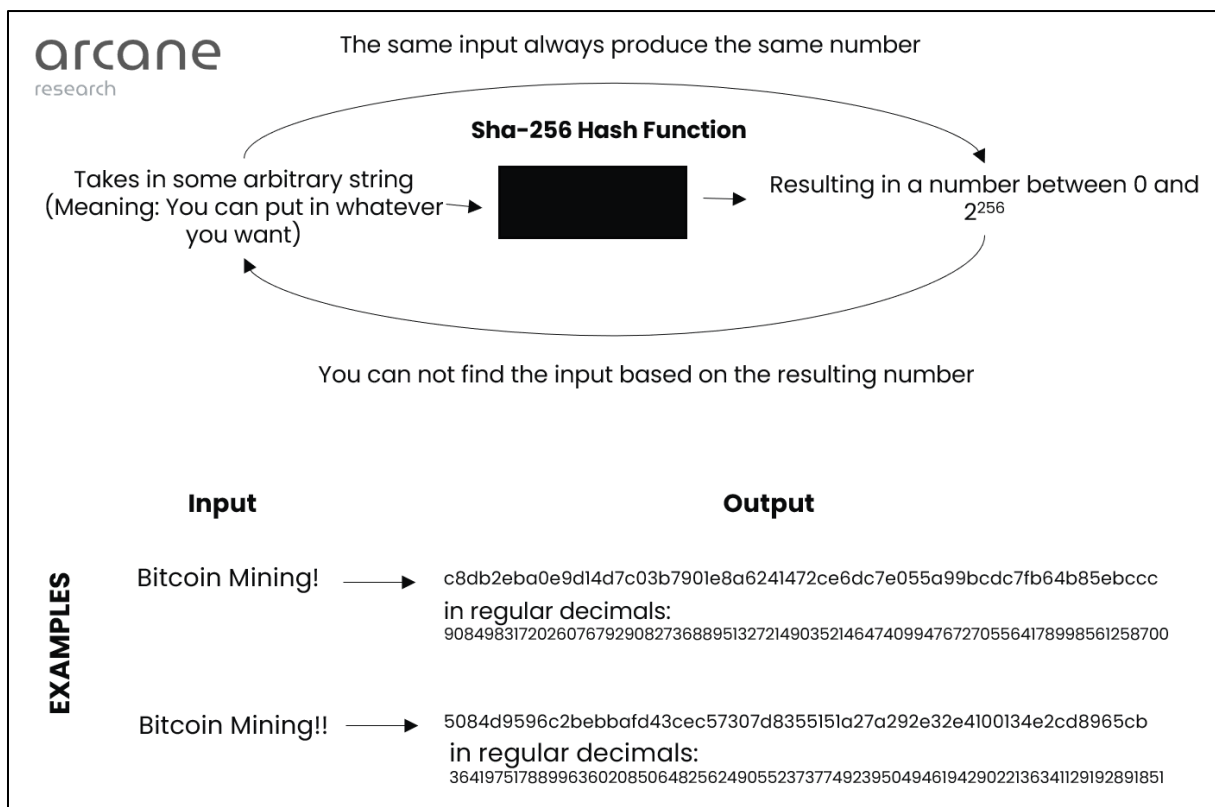 arcane
research
The same input always produce the same number
Sha-256 Hash Function
Takes in some arbitrary string
(Meaning: You can put in whatever
you want)
Resulting in a number between 0 and
2²⁵⁶
You can not find the input based on the resulting number
Input
Output
EXAMPLES
Bitcoin Mining!
c8db2eba0e9d14d7c03b7901e8a6241472ce6dc7e055a99bcdc7fb64b85ebccc
in regular decimals:
90849831720260767929082736889513272149035214647409947672705564178998561258700
Bitcoin Mining!!
5084d9596c2bebbafd43cec57307d8355151a27a292e32e4100134e2cd8965cb
in regular decimals:
36419751788996360208506482562490552373774923950494619429022136341129192891851